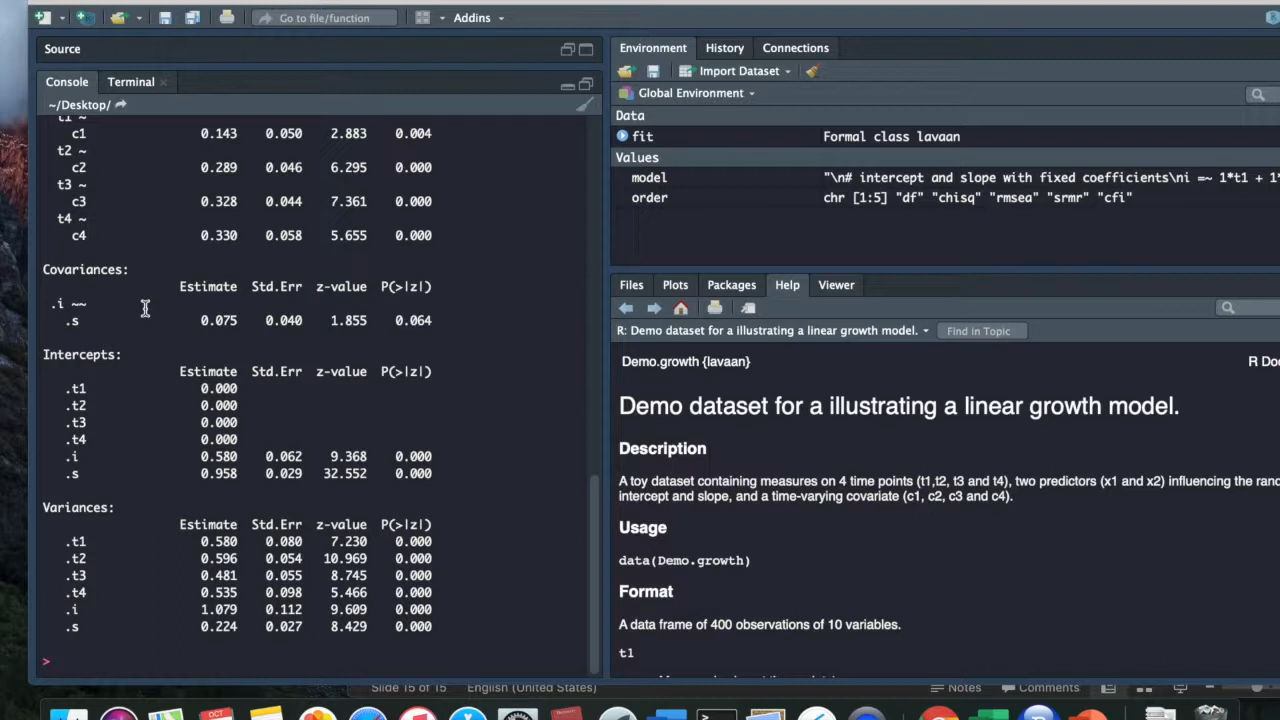 Go to file/function
Addins
Source
Console Terminal
~/Desktop/
t1 ~
c1 0.143 0.050 2.883 0.004
t2 ~
c2 0.289 0.046 6.295 0.000
t3 ~
c3 0.328 0.044 7.361 0.000
t4 ~
c4 0.330 0.058 5.655 0.000
Covariances:
Estimate Std.Err z-value P(>|z|)
.i ~~
.s 0.075 0.040 1.855 0.064
Intercepts:
Estimate Std.Err z-value P(>|z|)
.t1 0.000
.t2 0.000
.t3 0.000
.t4 0.000
.i 0.580 0.062 9.368 0.000
.s 0.958 0.029 32.552 0.000
Variances:
Estimate Std.Err z-value P(>|z|)
.t1 0.580 0.080 7.230 0.000
.t2 0.596 0.054 10.969 0.000
.t3 0.481 0.055 8.745 0.000
.t4 0.535 0.098 5.466 0.000
.i 1.079 0.112 9.609 0.000
.s 0.224 0.027 8.429 0.000
>
Environment History Connections
Import Dataset
Global Environment
Data
fit Formal class lavaan
Values
model "\n# intercept and slope with fixed coefficients\ni =~ 1*t1 + 1*
order chr [1:5] "df" "chisq" "rmsea" "srmr" "cfi"
Files Plots Packages Help Viewer
R: Demo dataset for a illustrating a linear growth model. Find in Topic
Demo.growth {lavaan} R Doc
Demo dataset for a illustrating a linear growth model.
Description
A toy dataset containing measures on 4 time points (t1,t2, t3 and t4), two predictors (x1 and x2) influencing the
intercept and slope, and a time-varying covariate (c1, c2, c3 and c4).
Usage
data(Demo.growth)
Format
A data frame of 400 observations of 10 variables.
t1
Slide 15 of 15 English (United States) Notes Comments
OCT